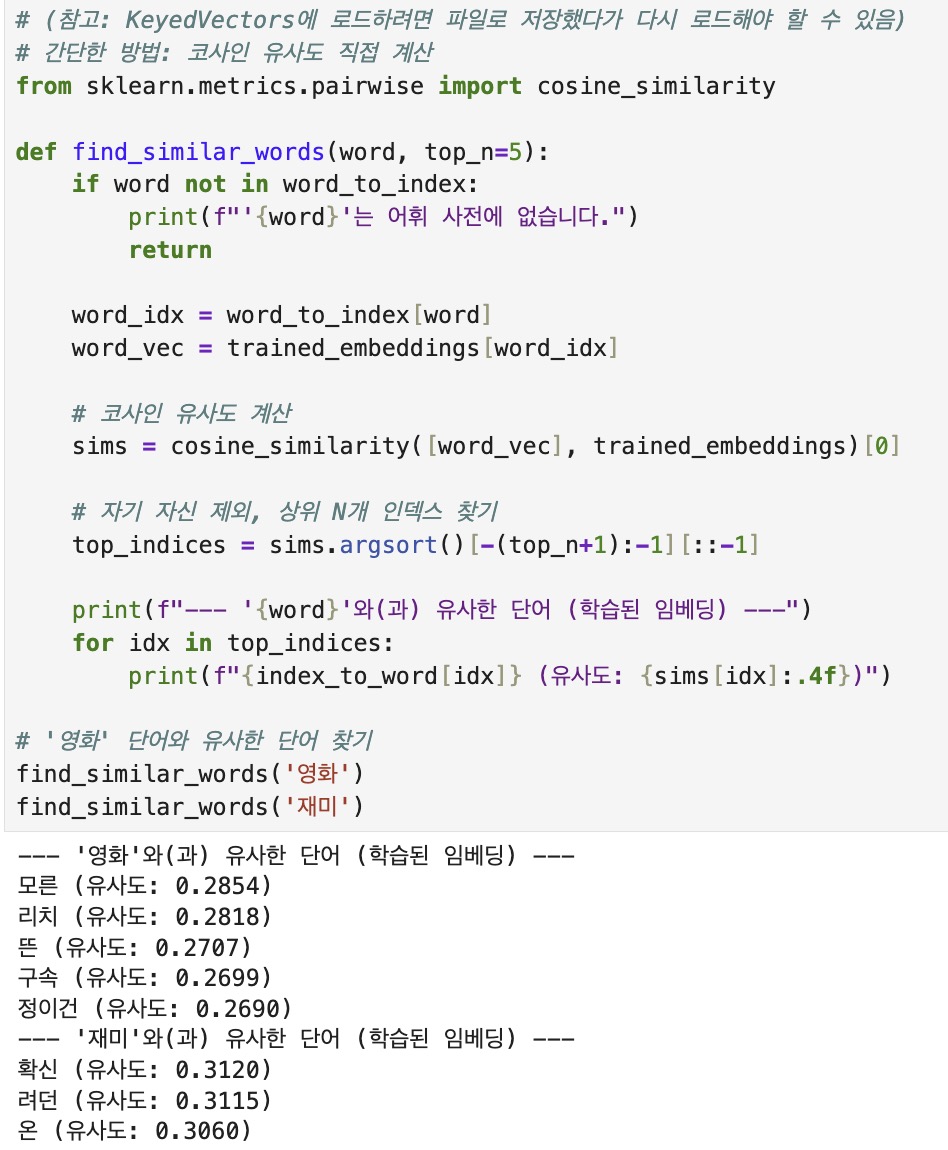 # (참고: KeyedVectors에 로드하려면 파일로 저장했다가 다시 로드해야 할 수 있음)
# 간단한 방법: 코사인 유사도 직접 계산
from sklearn.metrics.pairwise import cosine_similarity
def find_similar_words(word, top_n=5):
    if word not in word_to_index:
        print(f"'{word}'는 어휘 사전에 없습니다.")
        return
    word_idx = word_to_index[word]
    word_vec = trained_embeddings[word_idx]
    # 코사인 유사도 계산
    sims = cosine_similarity([word_vec], trained_embeddings)[0]
    # 자기 자신 제외, 상위 N개 인덱스 찾기
    top_indices = sims.argsort()[-(top_n+1):-1][::-1]
    print(f"--- '{word}'와(과) 유사한 단어 (학습된 임베딩) ---")
    for idx in top_indices:
        print(f"{index_to_word[idx]} (유사도: {sims[idx]:.4f})")
# '영화' 단어와 유사한 단어 찾기
find_similar_words('영화')
find_similar_words('재미')
--- '영화'와(과) 유사한 단어 (학습된 임베딩) ---
모른 (유사도: 0.2854)
리치 (유사도: 0.2818)
뜬 (유사도: 0.2707)
구속 (유사도: 0.2699)
정이건 (유사도: 0.2690)
--- '재미'와(과) 유사한 단어 (학습된 임베딩) ---
확신 (유사도: 0.3120)
려던 (유사도: 0.3115)
온 (유사도: 0.3060)